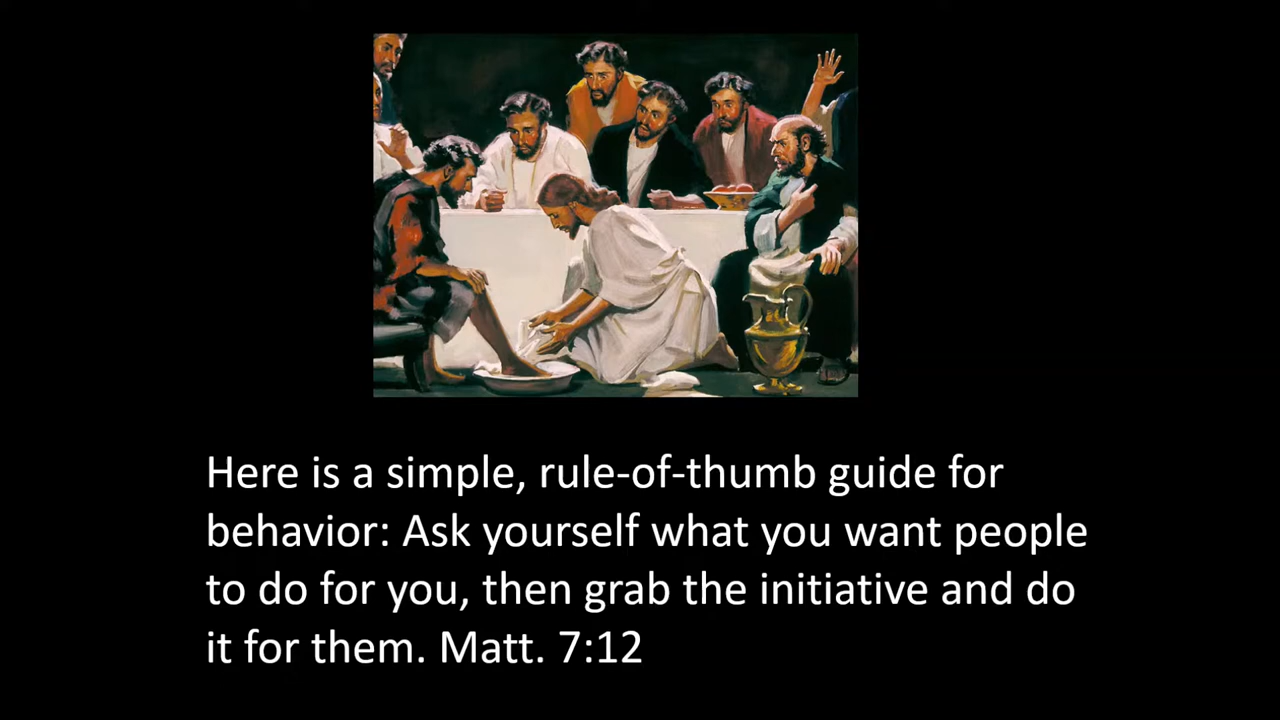 Here is a simple, rule-of-thumb guide for
behavior: Ask yourself what you want people
to do for you, then grab the initiative and do
it for them. Matt. 7:12